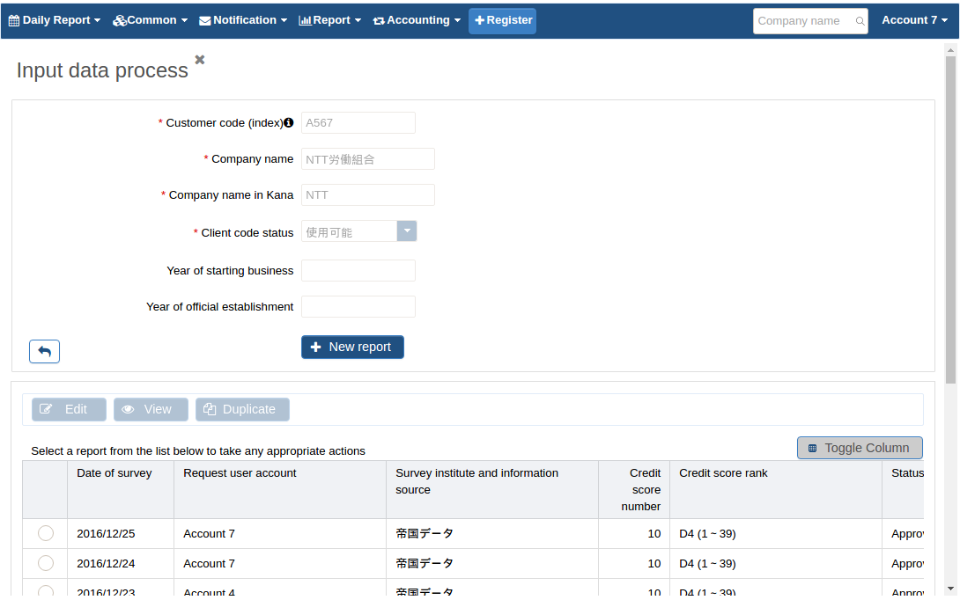 Daily Report Common Notification Report Accounting Register Company name Account 7
Input data process
* Customer code (index) A567
* Company name NTT労働組合
* Company name in Kana NTT
* Client code status 使用可能
Year of starting business
Year of official establishment
New report
Edit View Duplicate
Select a report from the list below to take any appropriate actions
Toggle Column
Date of survey Request user account Survey institute and information source Credit score number Credit score rank Status
2016/12/25 Account 7 帝国データ 10 D4 (1 ~ 39) Approv
2016/12/24 Account 7 帝国データ 10 D4 (1 ~ 39) Approv
2016/12/23 Account 4 帝国データ 10 D4 (1 ~ 39) Approv